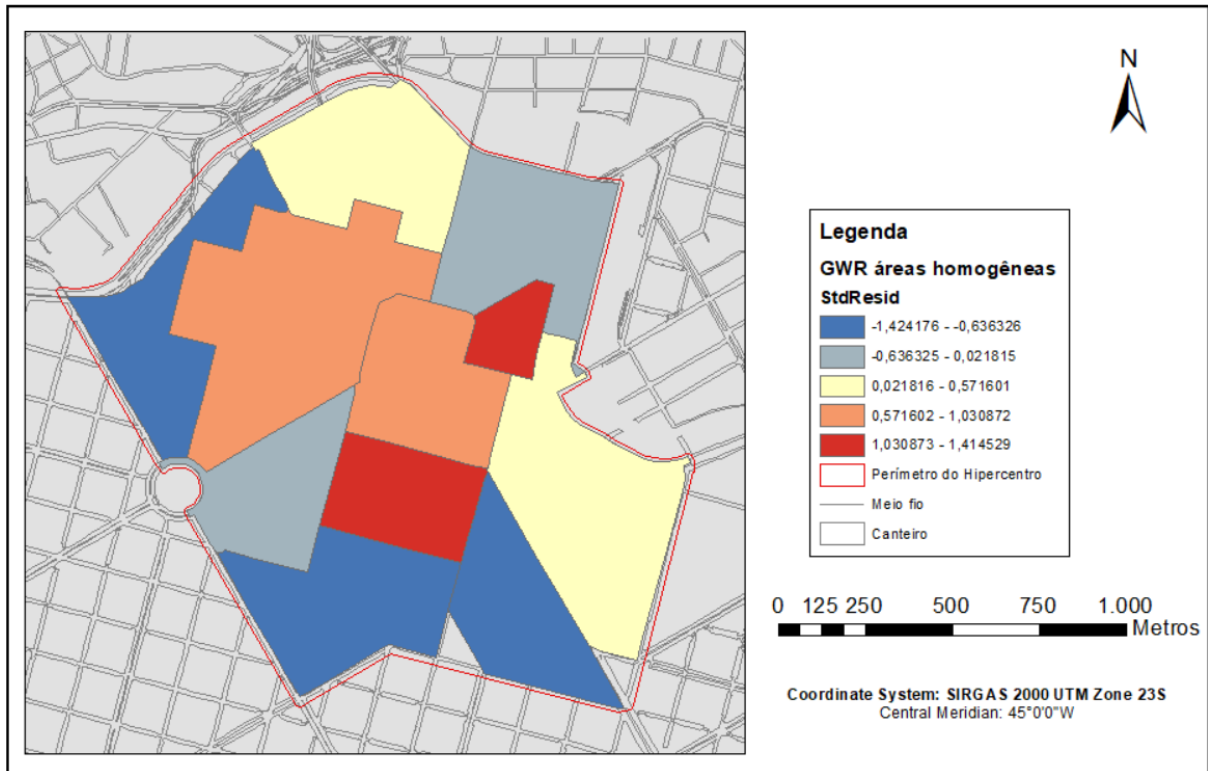 N
Legenda
GWR áreas homogêneas
StdResid
-1,424176 - -0,636326
-0,636325 - 0,021815
0,021816 - 0,571601
0,571602 - 1,030872
1,030873 - 1,414529
Perímetro do Hipercentro
Meio fio
Canteiro
0 125 250 500 750 1.000
Metros
Coordinate System: SIRGAS 2000 UTM Zone 23S
Central Meridian: 45°0'0"W